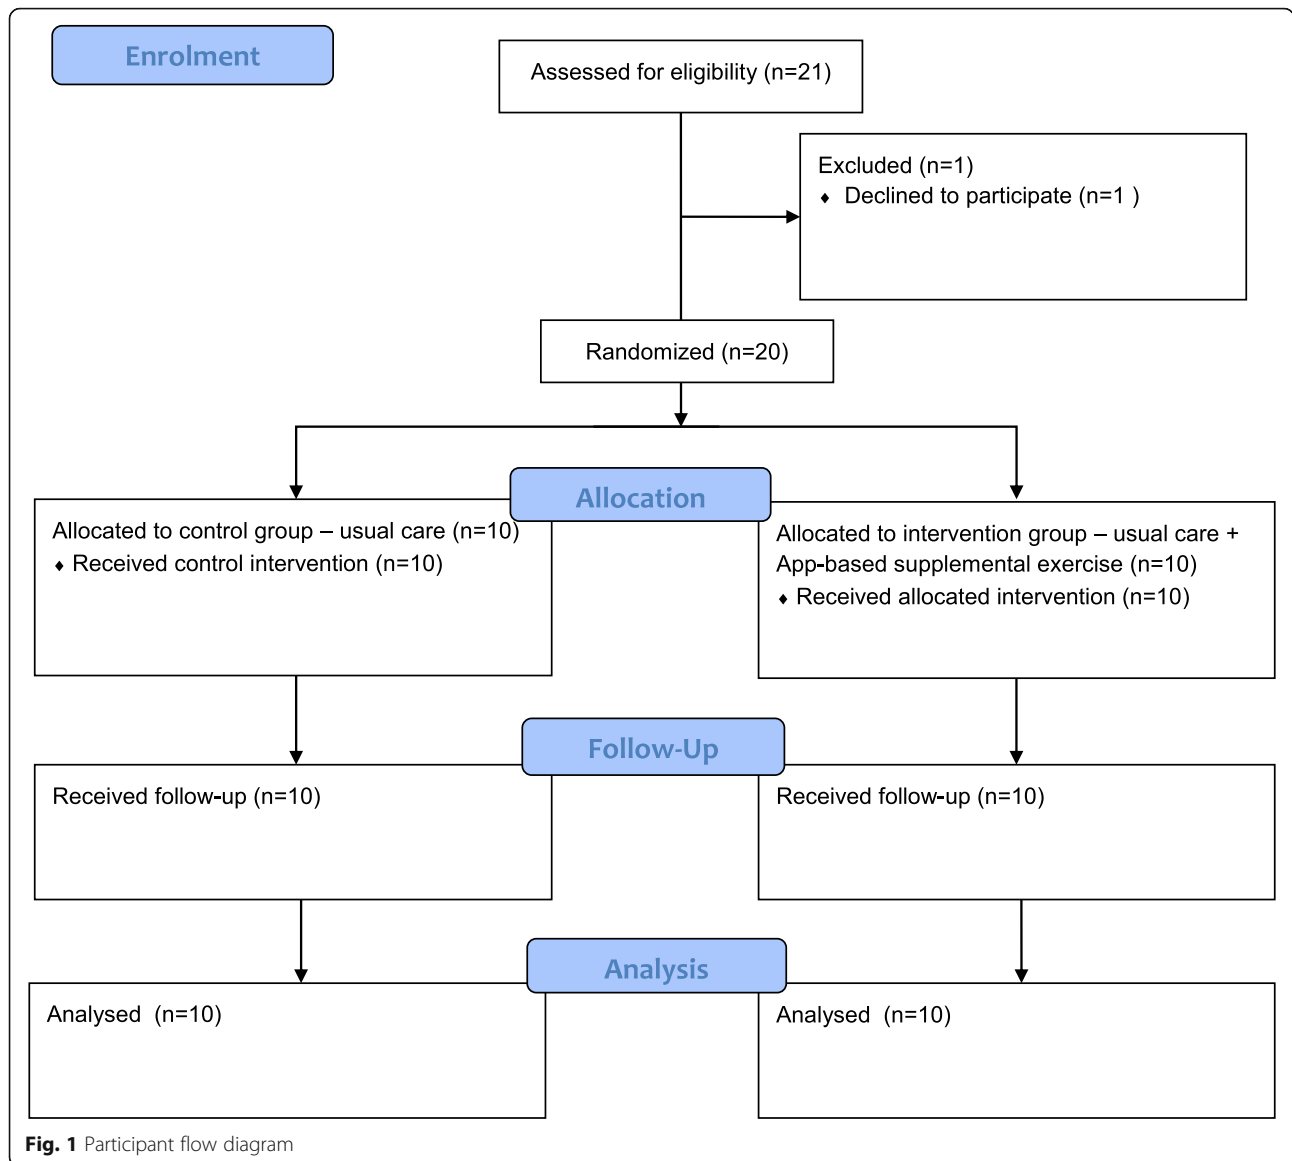 Enrolment
Assessed for eligibility (n=21)
Excluded (n=1)
♦ Declined to participate (n=1 )
Randomized (n=20)
Allocation
Allocated to control group – usual care (n=10)
♦ Received control intervention (n=10)
Allocated to intervention group – usual care +
App-based supplemental exercise (n=10)
♦ Received allocated intervention (n=10)
Follow-Up
Received follow-up (n=10)
Received follow-up (n=10)
Analysis
Analysed  (n=10)
Analysed  (n=10)
Fig. 1 Participant flow diagram